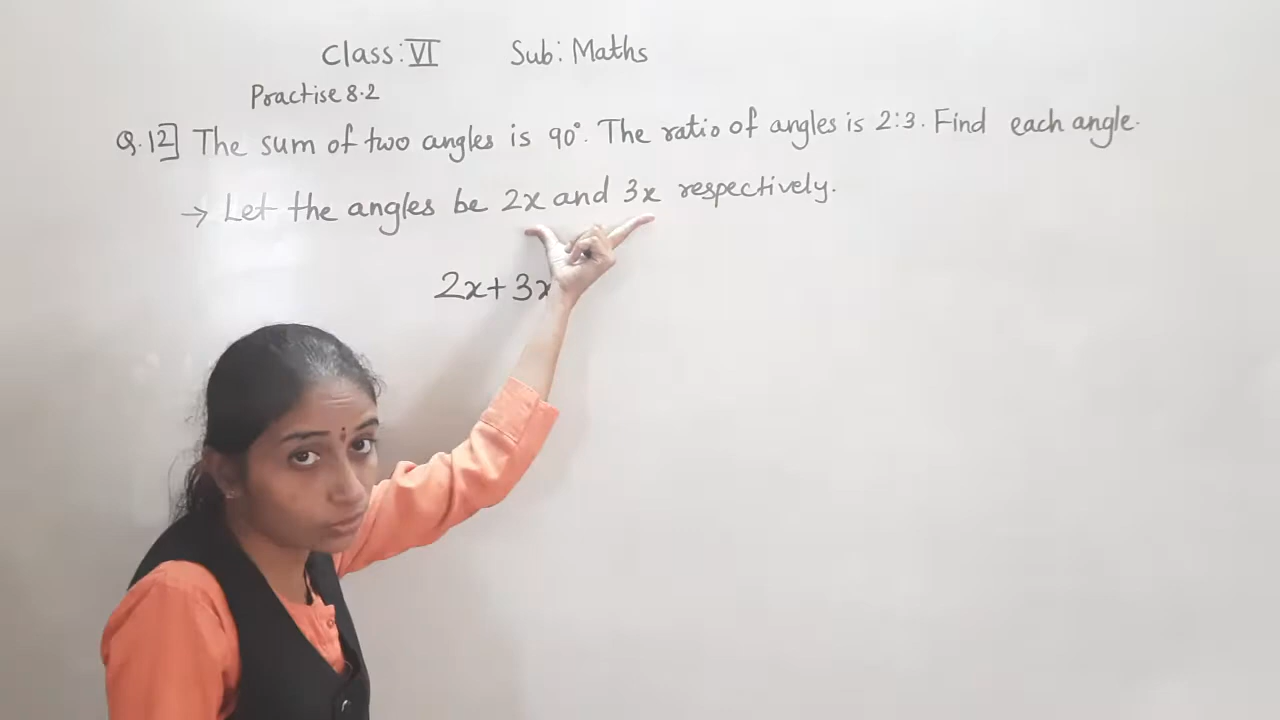 Class: VI Sub: Maths
Practise 8.2
Q.12] The sum of two angles is 90°. The ratio of angles is 2:3. Find each angle.
→ Let the angles be 2x and 3x respectively.
2x+3x